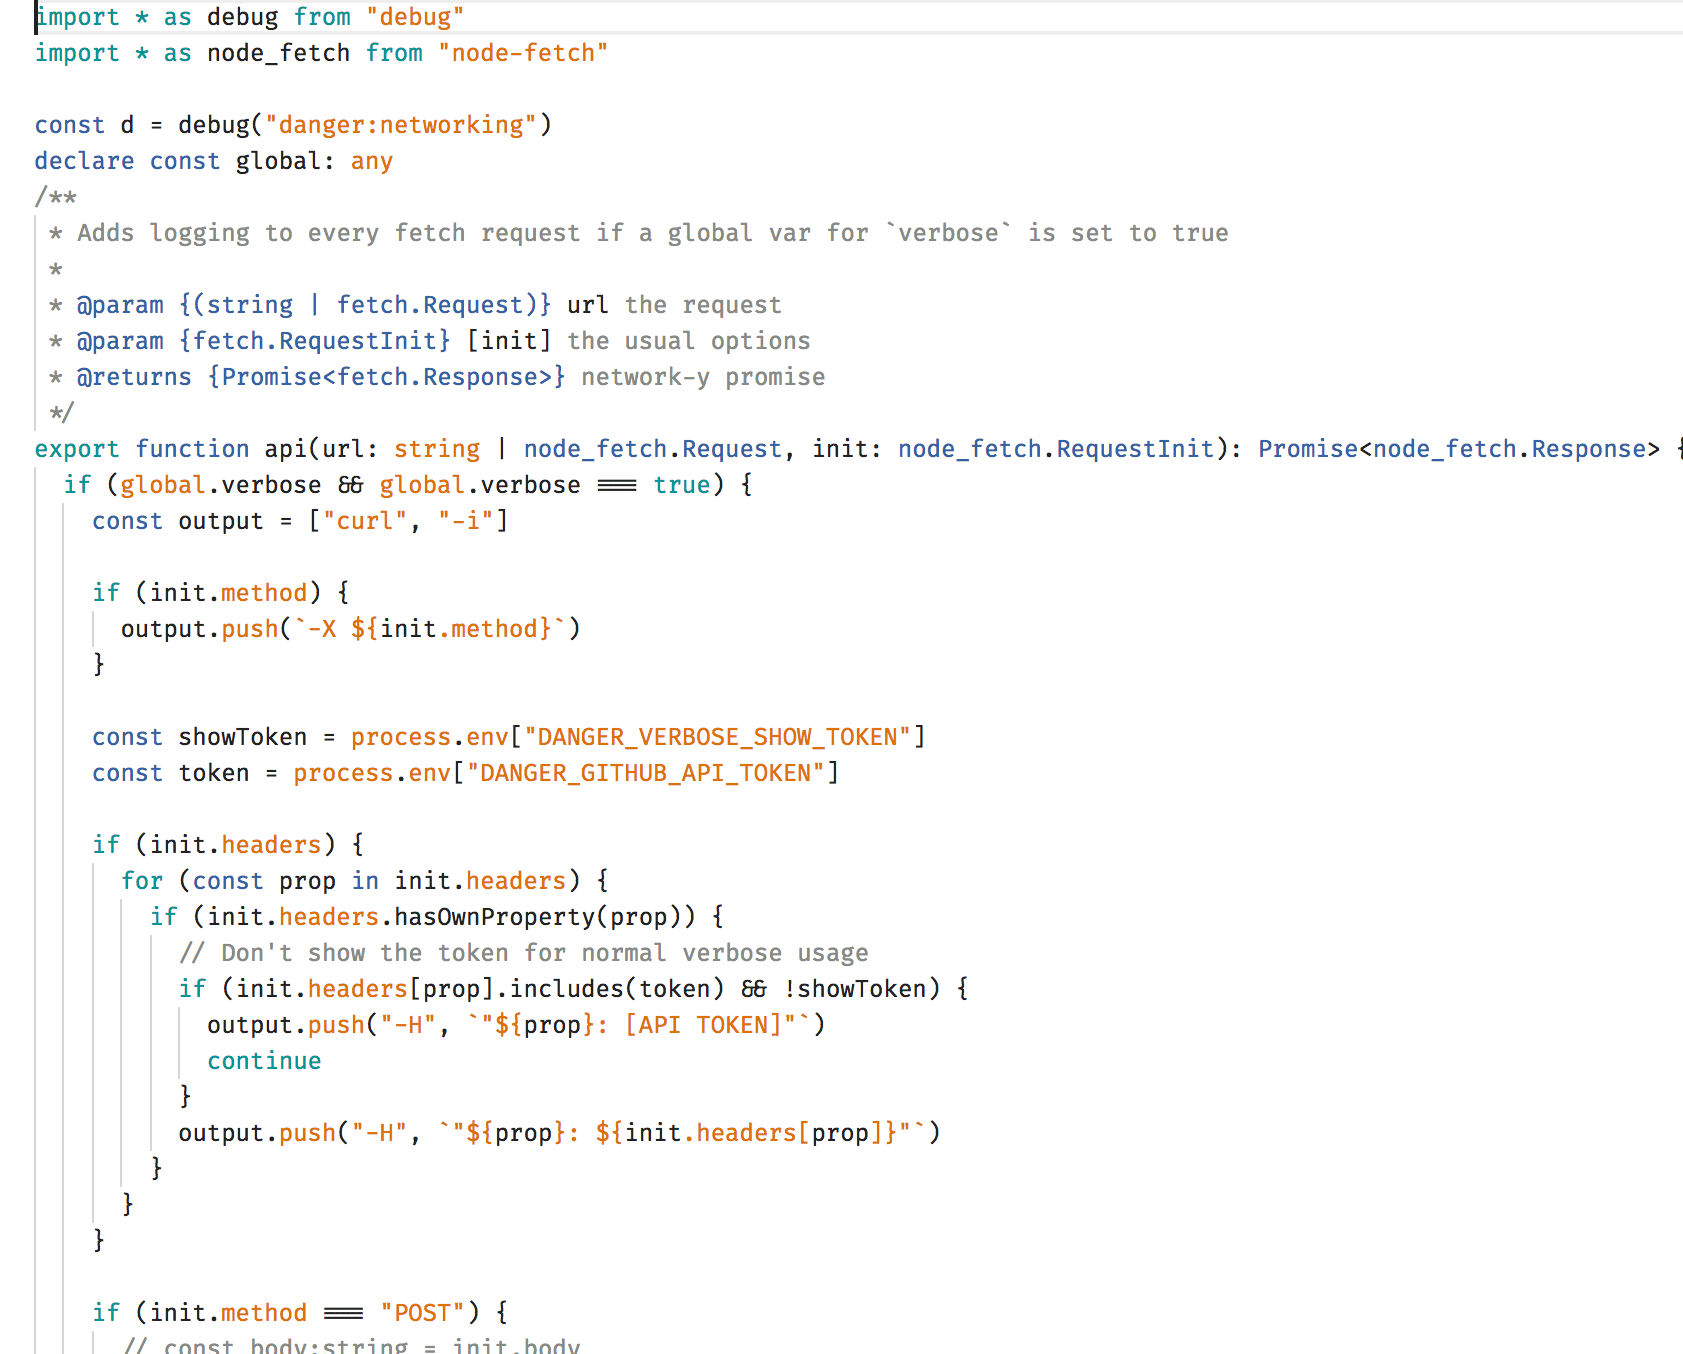 import * as debug from "debug"
import * as node_fetch from "node-fetch"
const d = debug("danger:networking")
declare const global: any
/**
* Adds logging to every fetch request if a global var for `verbose` is set to true
*
* @param {(string | fetch.Request)} url the request
* @param {fetch.RequestInit} [init] the usual options
* @returns {Promise<fetch.Response>} network-y promise
*/
export function api(url: string | node_fetch.Request, init: node_fetch.RequestInit): Promise<node_fetch.Response> {
if (global.verbose && global.verbose === true) {
const output = ["curl", "-i"]
if (init.method) {
output.push(`-X ${init.method}`)
}
const showToken = process.env["DANGER_VERBOSE_SHOW_TOKEN"]
const token = process.env["DANGER_GITHUB_API_TOKEN"]
if (init.headers) {
for (const prop in init.headers) {
if (init.headers.hasOwnProperty(prop)) {
// Don't show the token for normal verbose usage
if (init.headers[prop].includes(token) && !showToken) {
output.push("-H", `"${prop}: [API TOKEN]"`)
continue
}
output.push("-H", `"${prop}: ${init.headers[prop]}"`)
}
}
}
if (init.method === "POST") {
// const body:string = init.body